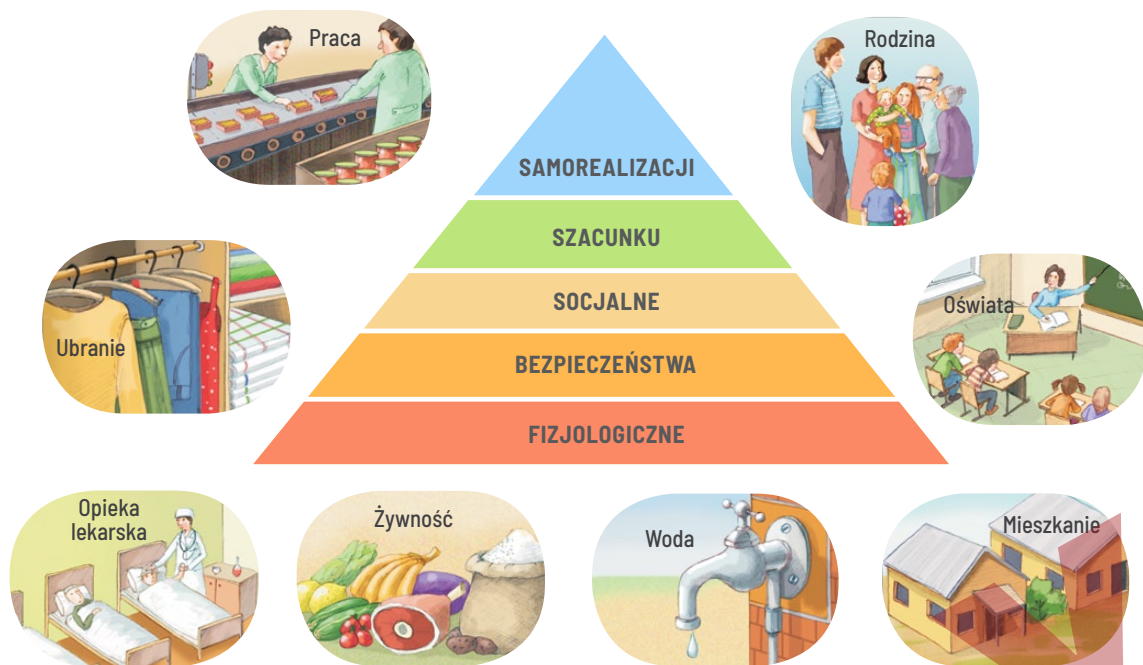 Praca
Rodzina
SAMOREALIZACJI
SZACUNKU
SOCJALNE
Oświata
Ubranie
BEZPIECZEŃSTWA
FIZJOLOGICZNE
Opieka
lekarska
Żywność
Woda
Mieszkanie